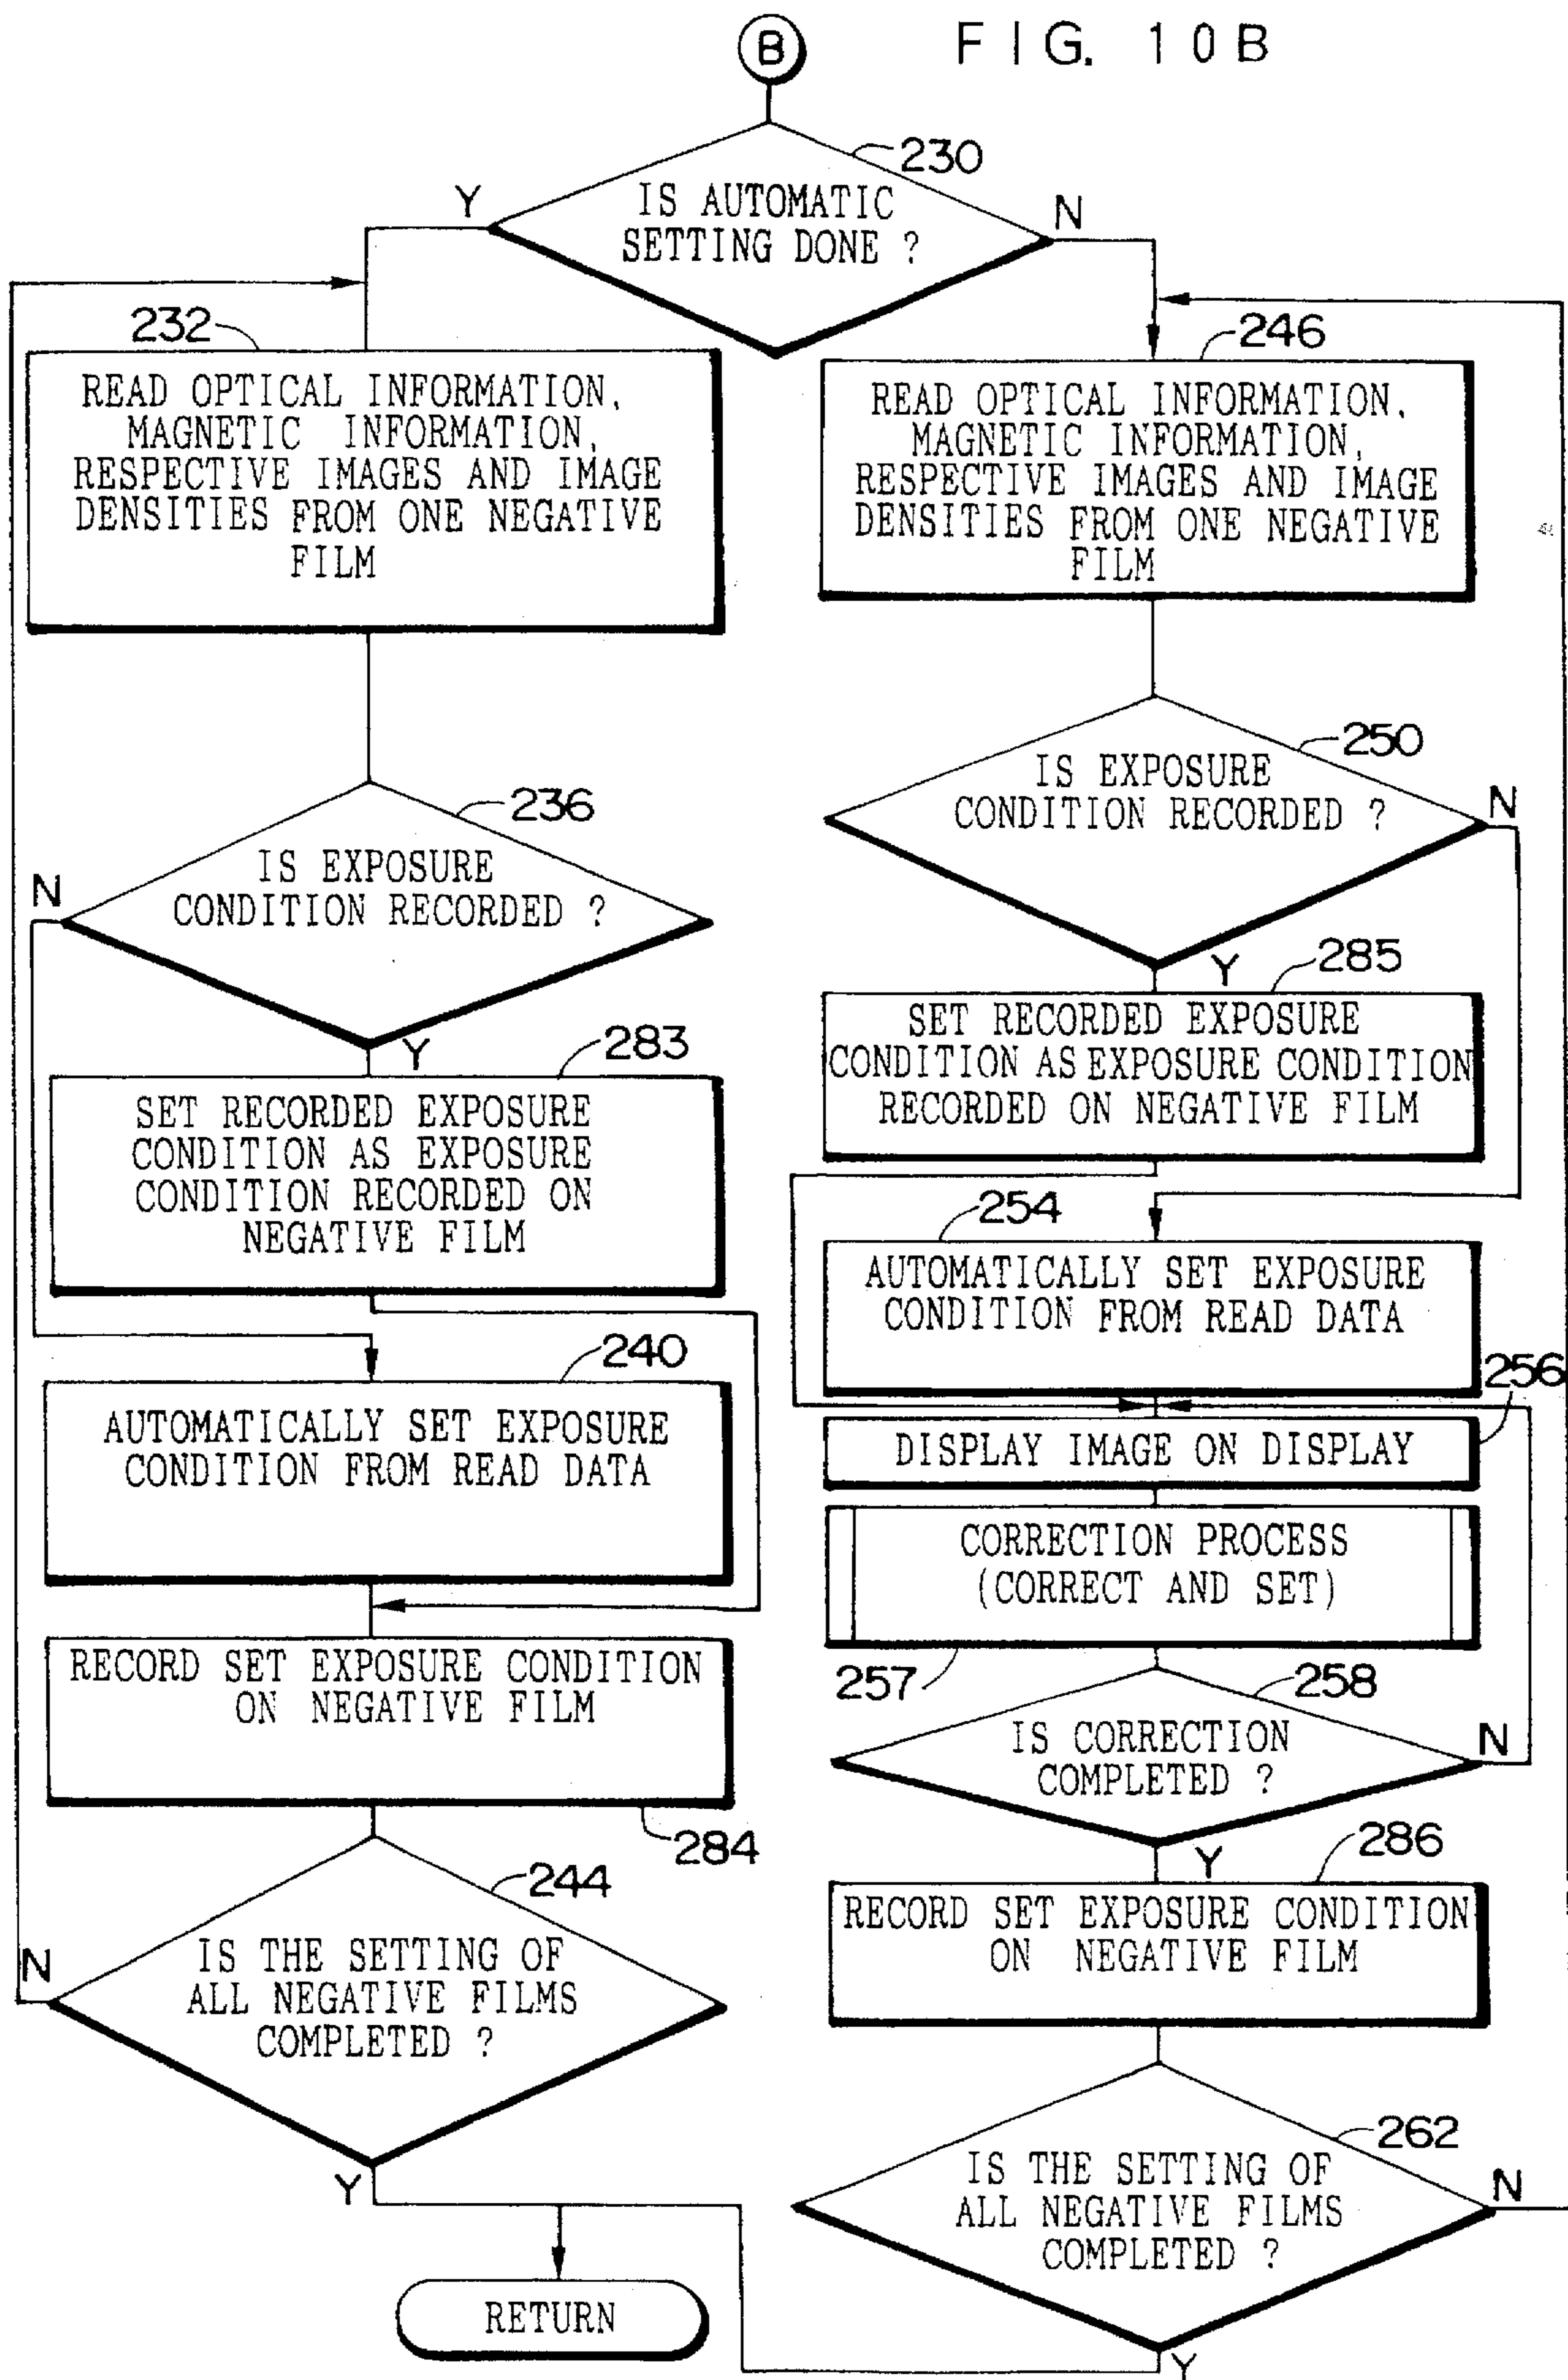 B
FIG. 10B
230
IS AUTOMATIC
SETTING DONE ?
Y
N
232
READ OPTICAL INFORMATION,
MAGNETIC INFORMATION,
RESPECTIVE IMAGES AND IMAGE
DENSITIES FROM ONE NEGATIVE
FILM
236
IS EXPOSURE
CONDITION RECORDED ?
N
Y
283
SET RECORDED EXPOSURE
CONDITION AS EXPOSURE
CONDITION RECORDED ON
NEGATIVE FILM
240
AUTOMATICALLY SET EXPOSURE
CONDITION FROM READ DATA
RECORD SET EXPOSURE CONDITION
ON NEGATIVE FILM
284
244
IS THE SETTING OF
ALL NEGATIVE FILMS
COMPLETED ?
N
Y
RETURN
246
READ OPTICAL INFORMATION,
MAGNETIC INFORMATION,
RESPECTIVE IMAGES AND IMAGE
DENSITIES FROM ONE NEGATIVE
FILM
250
IS EXPOSURE
CONDITION RECORDED ?
N
Y
285
SET RECORDED EXPOSURE
CONDITION AS EXPOSURE CONDITION
RECORDED ON NEGATIVE FILM
254
AUTOMATICALLY SET EXPOSURE
CONDITION FROM READ DATA
256
DISPLAY IMAGE ON DISPLAY
CORRECTION PROCESS
(CORRECT AND SET)
257
258
IS CORRECTION
COMPLETED ?
N
Y
286
RECORD SET EXPOSURE CONDITION
ON NEGATIVE FILM
262
IS THE SETTING OF
ALL NEGATIVE FILMS
COMPLETED ?
N
Y